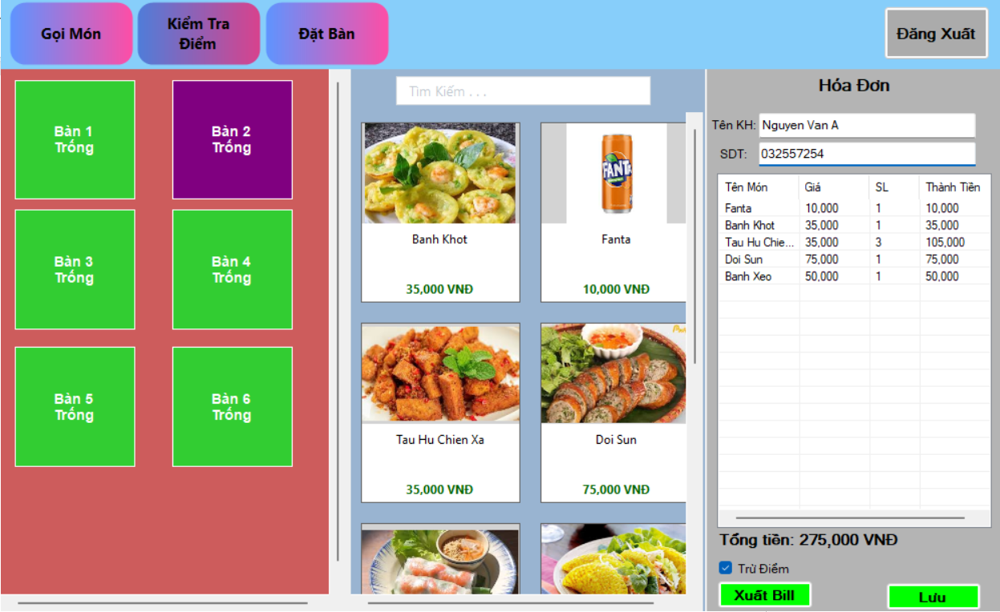 Gọi Món
Kiểm Tra
Điểm
Đặt Bàn
Đăng Xuất
Bàn 1
Trống
Bàn 2
Trống
Bàn 3
Trống
Bàn 4
Trống
Bàn 5
Trống
Bàn 6
Trống
Tìm Kiếm . . .
FANTA
Banh Khot
35,000 VNĐ
Fanta
10,000 VNĐ
Tau Hu Chien Xa
35,000 VNĐ
Doi Sun
75,000 VNĐ
Hóa Đơn
Tên KH: Nguyen Van A
SDT: 032557254
Tên Món Giá SL Thành Tiền
Fanta 10,000 1 10,000
Banh Khot 35,000 1 35,000
Tau Hu Chie... 35,000 3 105,000
Doi Sun 75,000 1 75,000
Banh Xeo 50,000 1 50,000
Tổng tiền: 275,000 VNĐ
Trừ Điểm
Xuất Bill
Lưu